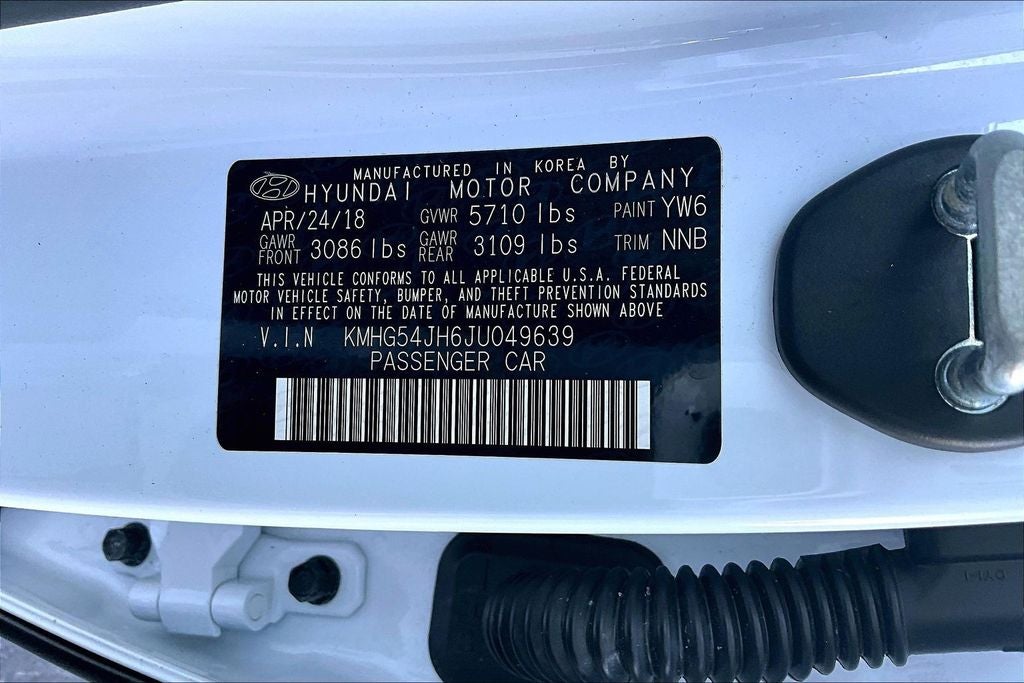 MANUFACTURED IN KOREA BY
HYUNDAI MOTOR COMPANY
APR/24/18 GVWR 5710 lbs PAINT YW6
GAWR FRONT 3086 lbs GAWR REAR 3109 lbs TRIM NNB
THIS VEHICLE CONFORMS TO ALL APPLICABLE U.S.A. FEDERAL
MOTOR VEHICLE SAFETY, BUMPER, AND THEFT PREVENTION STANDARDS
IN EFFECT ON THE DATE OF MANUFACTURE SHOWN ABOVE
V.I.N KMHG54JH6JU049639
PASSENGER CAR